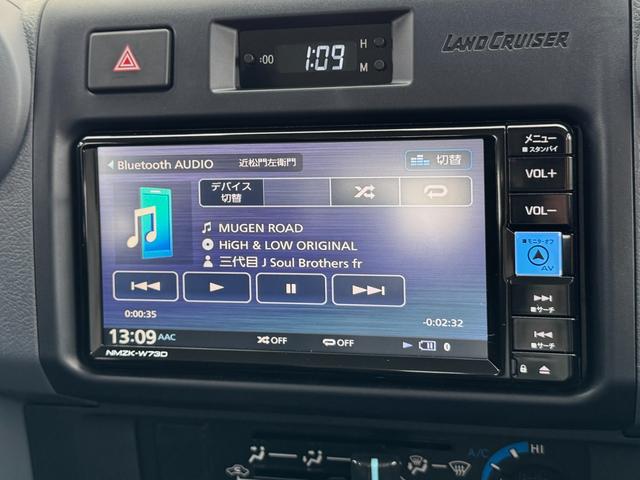 :00 1:09 H
M
LAND CRUISER
メニュー
■スタンバイ
Bluetooth AUDIO 近松門左衛門 切替
VOL+
デバイス
切替
VOL−
MUGEN ROAD
HiGH & LOW ORIGINAL
三代目 J Soul Brothers fr
■モニターオフ
AV
0:00:35 -0:02:32
■サーチ
13:09 AAC OFF OFF 0
■サーチ
NMZK-W73D
A/C HI